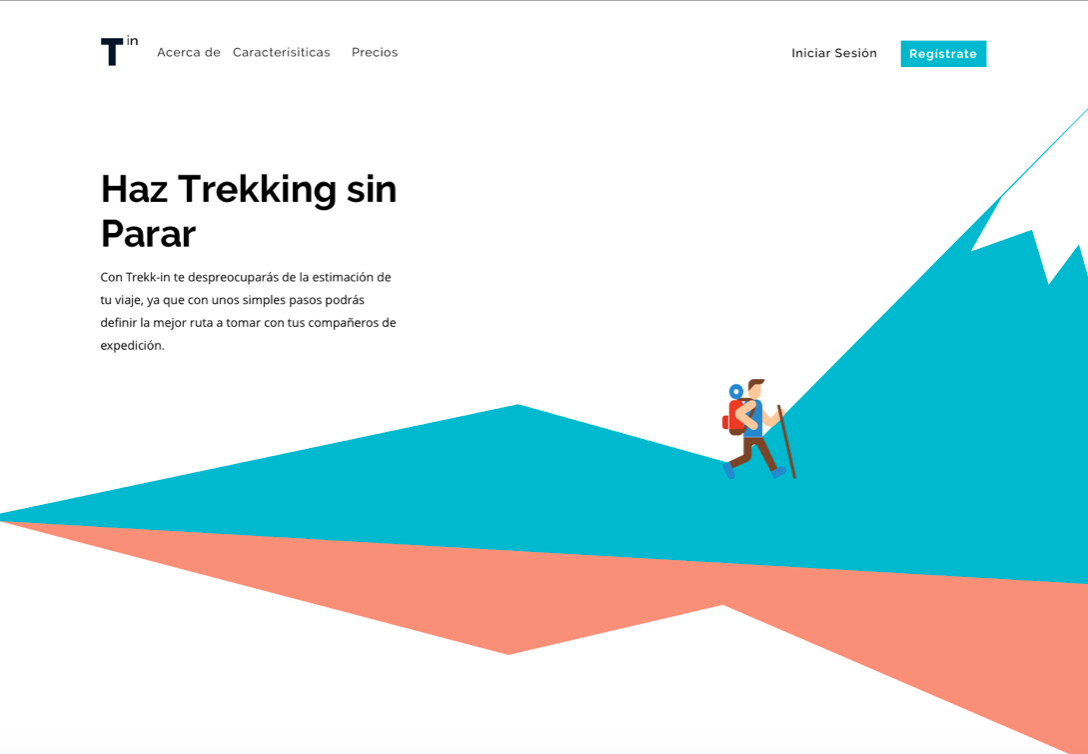 T in
Acerca de Caracterisiticas Precios
Iniciar Sesión Regístrate
Haz Trekking sin
Parar
Con Trekk-in te despreocuparás de la estimación de
tu viaje, ya que con unos simples pasos podrás
definir la mejor ruta a tomar con tus compañeros de
expedición.